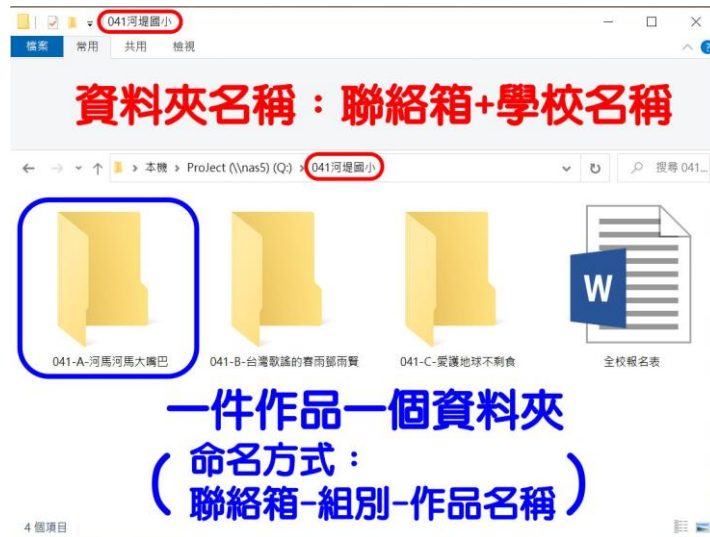 041河堤國小
檔案 常用 共用 檢視
資料夾名稱：聯絡箱+學校名稱
本機 > ProJect (\\nas5) (Q:) > 041河堤國小
搜尋 041...
W
041-A-河馬河馬大嘴巴 041-B-台灣歌謠的春雨鄧雨賢 041-C-愛護地球不剩食 全校報名表
一件作品一個資料夾
(命名方式：
聯絡箱-組別-作品名稱)
4 個項目